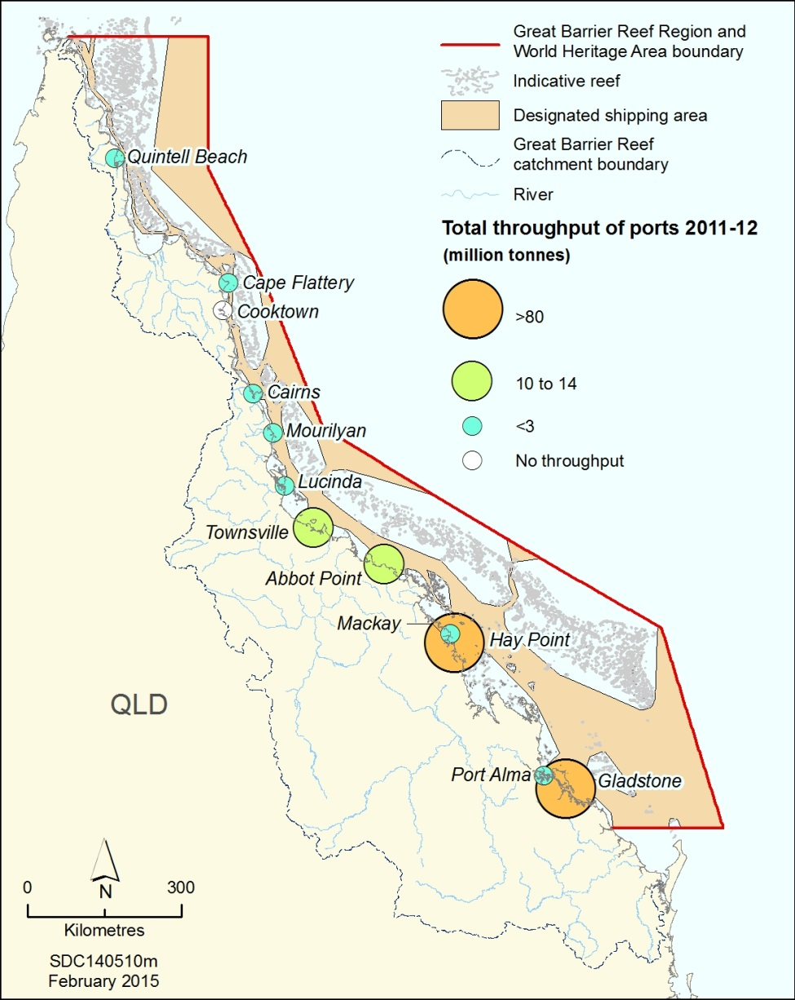 Great Barrier Reef Region and
World Heritage Area boundary
Indicative reef
Designated shipping area
Great Barrier Reef
catchment boundary
River
Total throughput of ports 2011-12
(million tonnes)
>80
10 to 14
<3
No throughput
Quintell Beach
Cape Flattery
Cooktown
Cairns
Mourilyan
Lucinda
Townsville
Abbot Point
Mackay
Hay Point
QLD
Port Alma
Gladstone
N
0 300
Kilometres
SDC140510m
February 2015